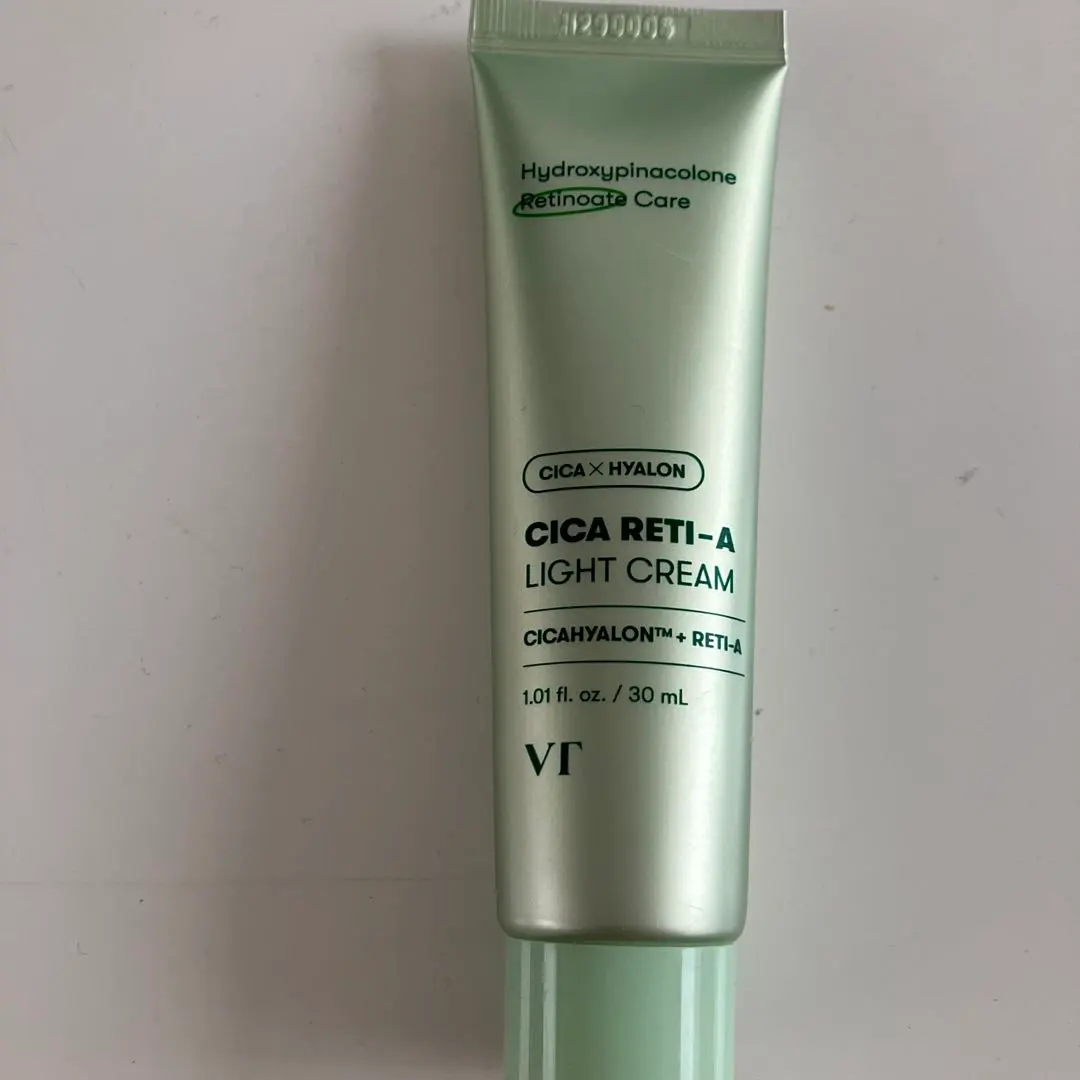 Hydroxypinacolone
Retinoate Care
CICA X HYALON
CICA RETI-A
LIGHT CREAM
CICAHYALON™ + RETI-A
1.01 fl. oz. / 30 mL
VT